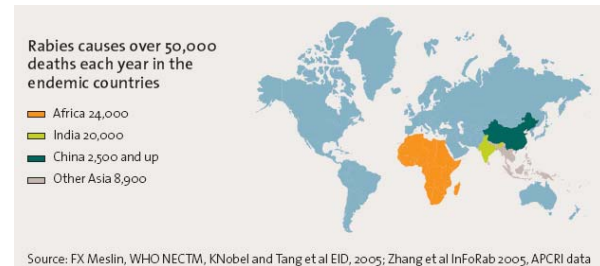 Rabies causes over 50,000
deaths each year in the
endemic countries
Africa 24,000
India 20,000
China 2,500 and up
Other Asia 8,900
Source: FX Meslin, WHO NECTM, KNobel and Tang et al EID, 2005; Zhang et al InFoRab 2005, APCRI data